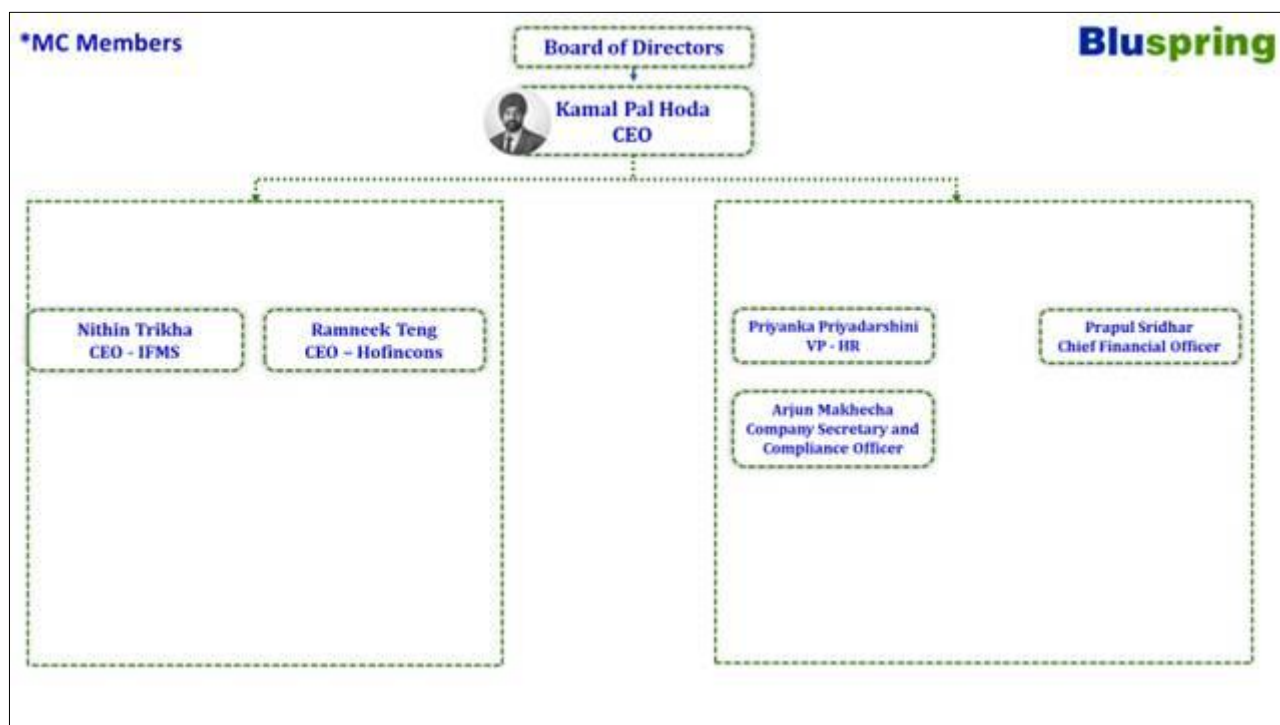 *MC Members
Board of Directors
Bluspring
Kamal Pal Hoda
CEO
Nithin Trikha
CEO - IFMS
Ramneek Teng
CEO – Hofincons
Priyanka Priyadarshini
VP - HR
Prapul Sridhar
Chief Financial Officer
Arjun Makhecha
Company Secretary and
Compliance Officer